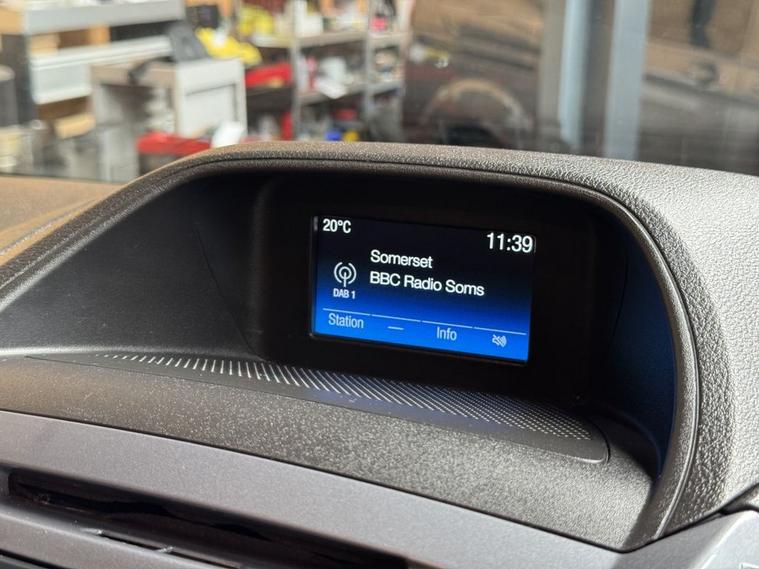 20°C
11:39
Somerset
BBC Radio Soms
DAB 1
Station
Info